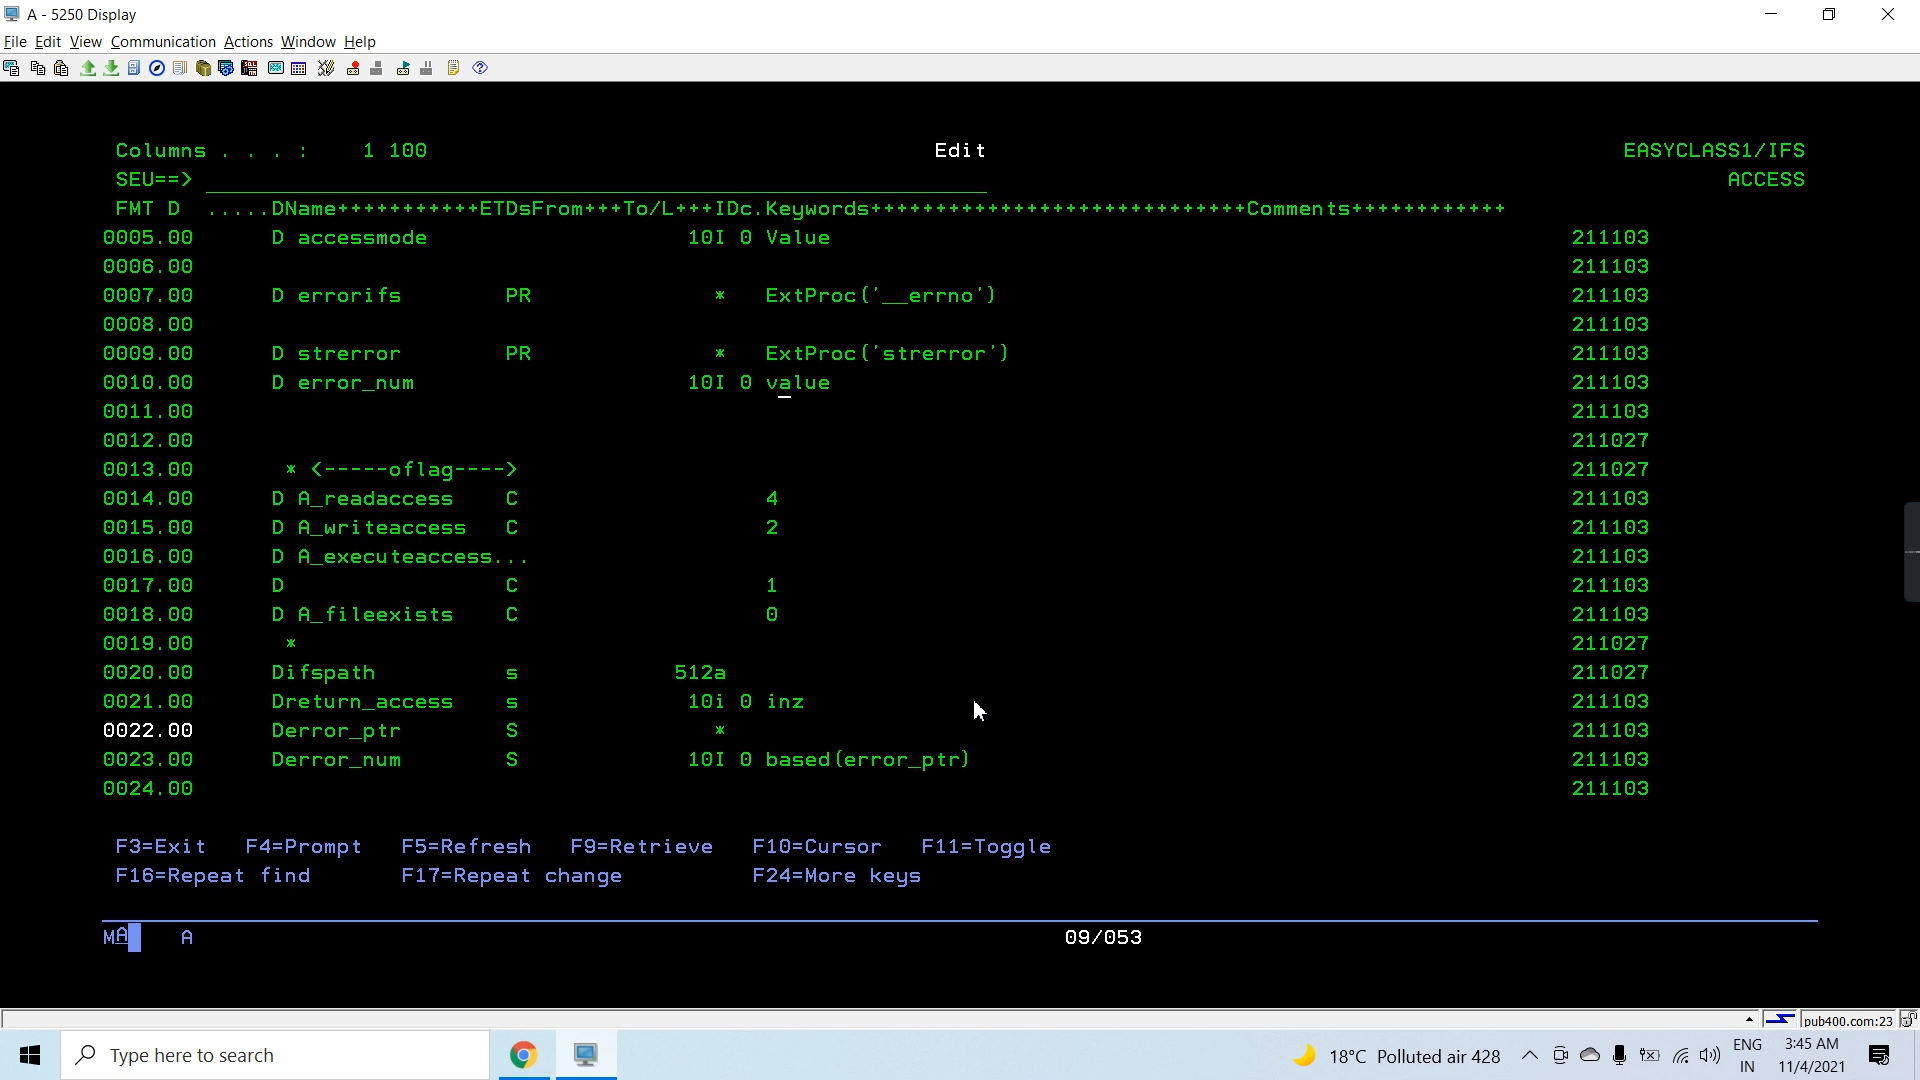 A - 5250 Display
File Edit View Communication Actions Window Help
Columns . . . :    1 100    Edit    EASYCLASS1/IFS
SEU==>    ACCESS
FMT D  .....DName+++++++++++ETDsFrom+++To/L+++IDc.Keywords+++++++++++++++++++++++++++++Comments++++++++++++
0005.00    D accessmode    10I 0 Value    211103
0006.00    211103
0007.00    D errorifs    PR    *    ExtProc('__errno')    211103
0008.00    211103
0009.00    D strerror    PR    *    ExtProc('strerror')    211103
0010.00    D error_num    10I 0 value    211103
0011.00    211103
0012.00    211027
0013.00    * <-----oflag---->    211027
0014.00    D A_readaccess    C    4    211103
0015.00    D A_writeaccess    C    2    211103
0016.00    D A_executeaccess...    211103
0017.00    D    C    1    211103
0018.00    D A_fileexists    C    0    211103
0019.00    *    211027
0020.00    Difspath    s    512a    211027
0021.00    Dreturn_access    s    10i 0 inz    211103
0022.00    Derror_ptr    S    *    211103
0023.00    Derror_num    S    10I 0 based(error_ptr)    211103
0024.00    211103
F3=Exit   F4=Prompt   F5=Refresh   F9=Retrieve   F10=Cursor   F11=Toggle
F16=Repeat find    F17=Repeat change    F24=More keys
MA    A    09/053
pub400.com:23
Type here to search    18°C Polluted air 428    ENG    3:45 AM
IN    11/4/2021